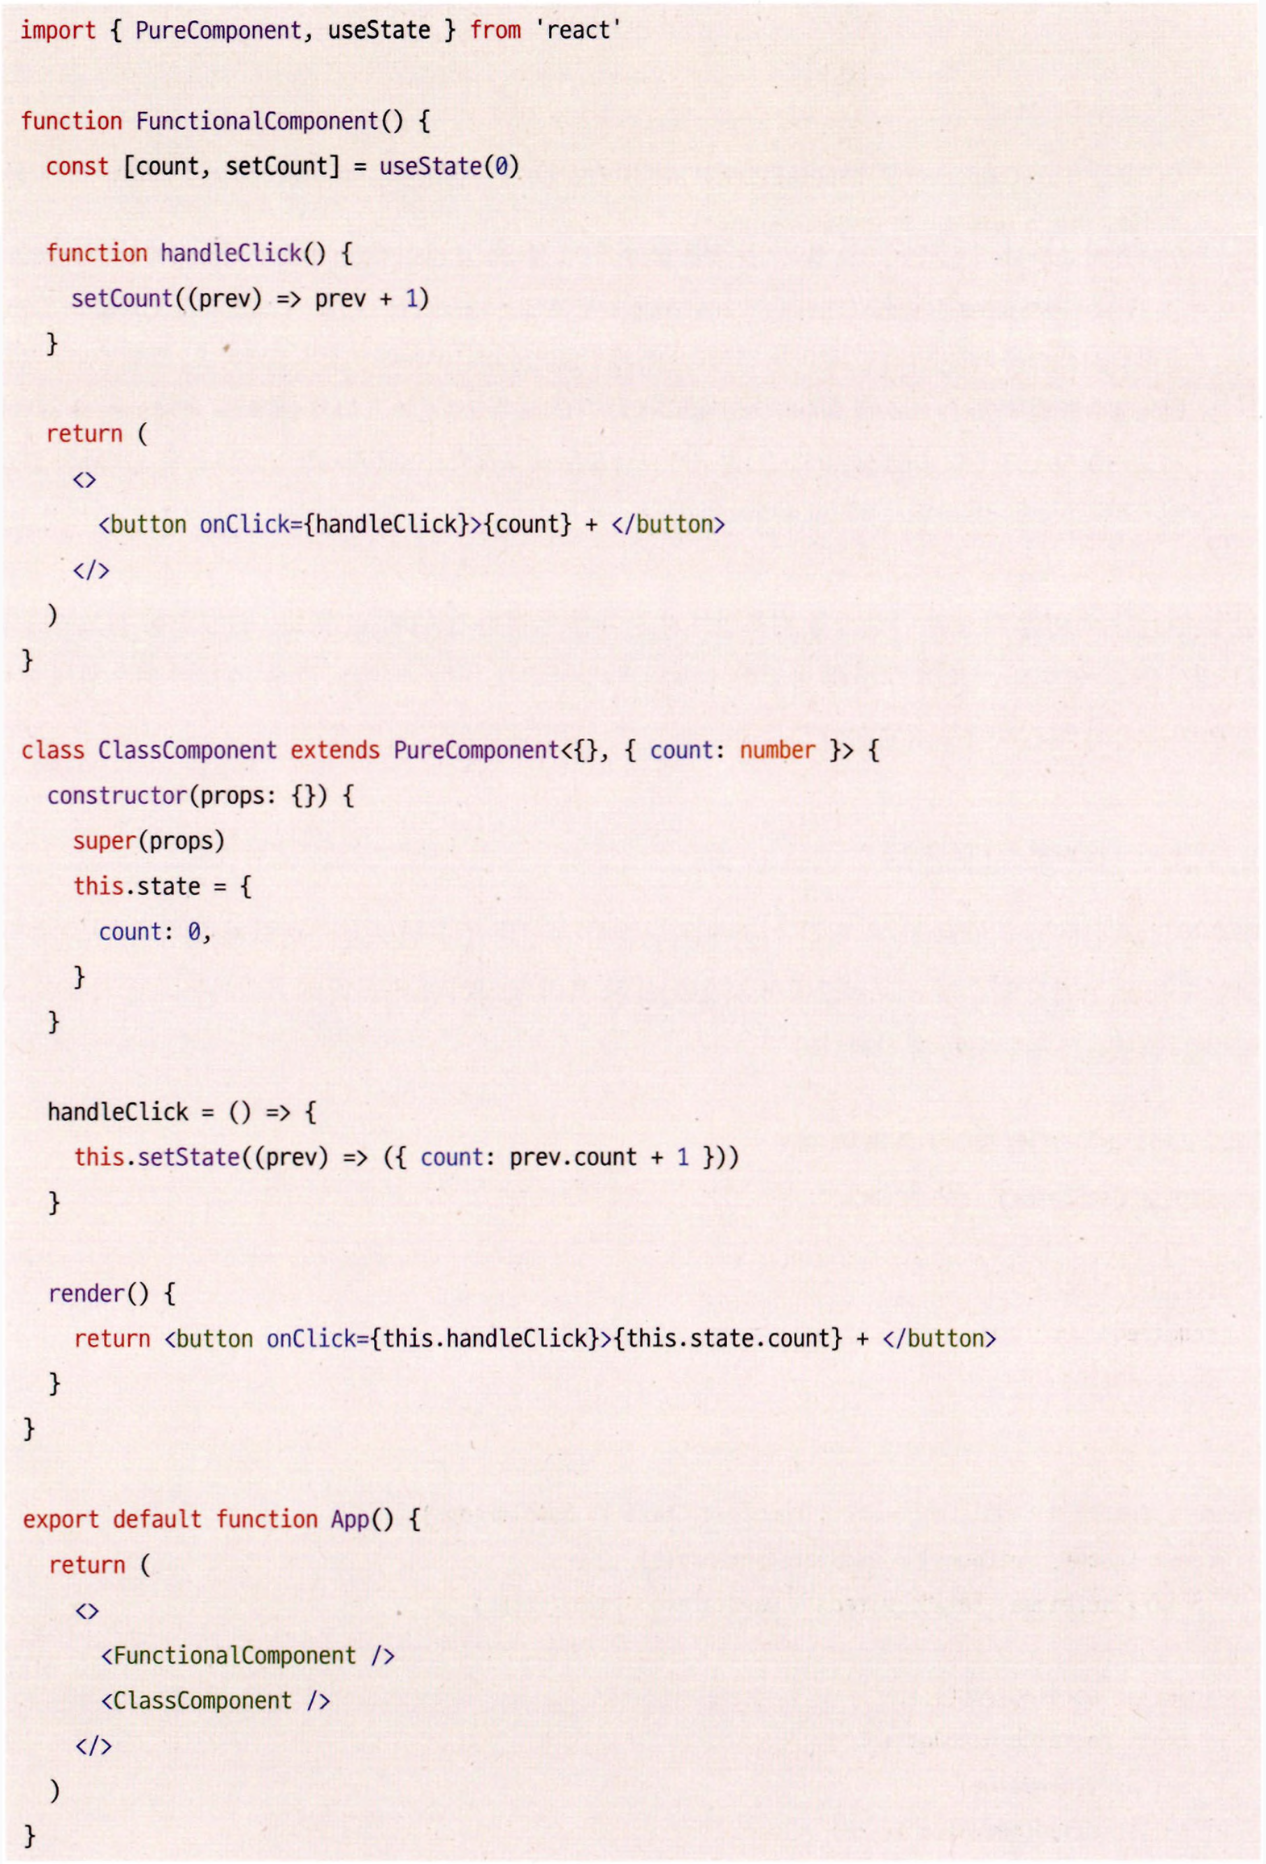 import { PureComponent, useState } from 'react'

function FunctionalComponent() {
  const [count, setCount] = useState(0)

  function handleClick() {
    setCount((prev) => prev + 1)
  }

  return (
    <>
      <button onClick={handleClick}>{count} + </button>
    </>
  )
}

class ClassComponent extends PureComponent<{}, { count: number }> {
  constructor(props: {}) {
    super(props)
    this.state = {
      count: 0,
    }
  }

  handleClick = () => {
    this.setState((prev) => ({ count: prev.count + 1 }))
  }

  render() {
    return <button onClick={this.handleClick}>{this.state.count} + </button>
  }
}

export default function App() {
  return (
    <>
      <FunctionalComponent />
      <ClassComponent />
    </>
  )
}